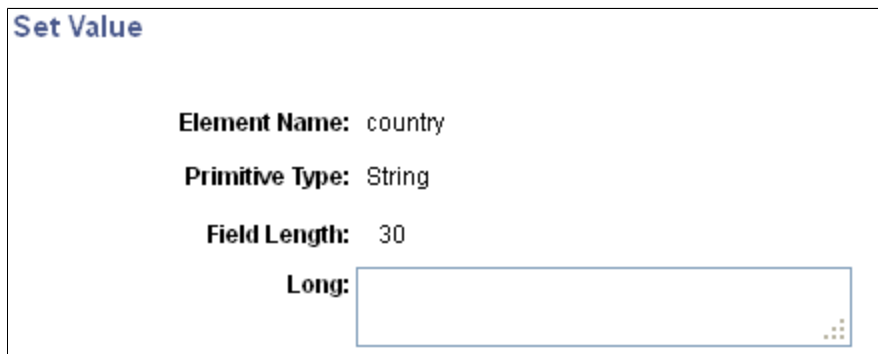 Set Value
Element Name: country
Primitive Type: String
Field Length: 30
Long: